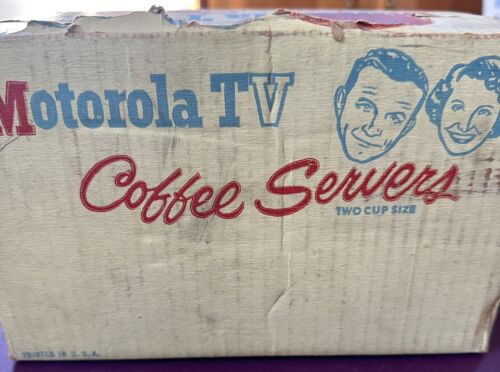 Motorola TV
Coffee Servers
TWO CUP SIZE
PRINTED IN U.S.A.